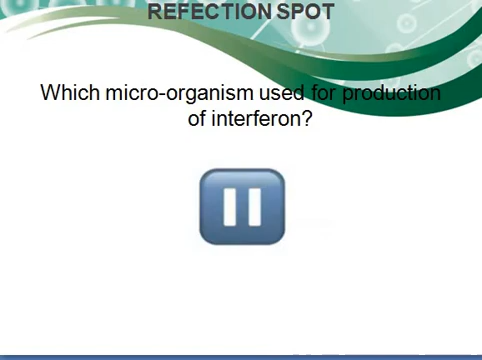 REFECTION SPOT
Which micro-organism used for production
of interferon?